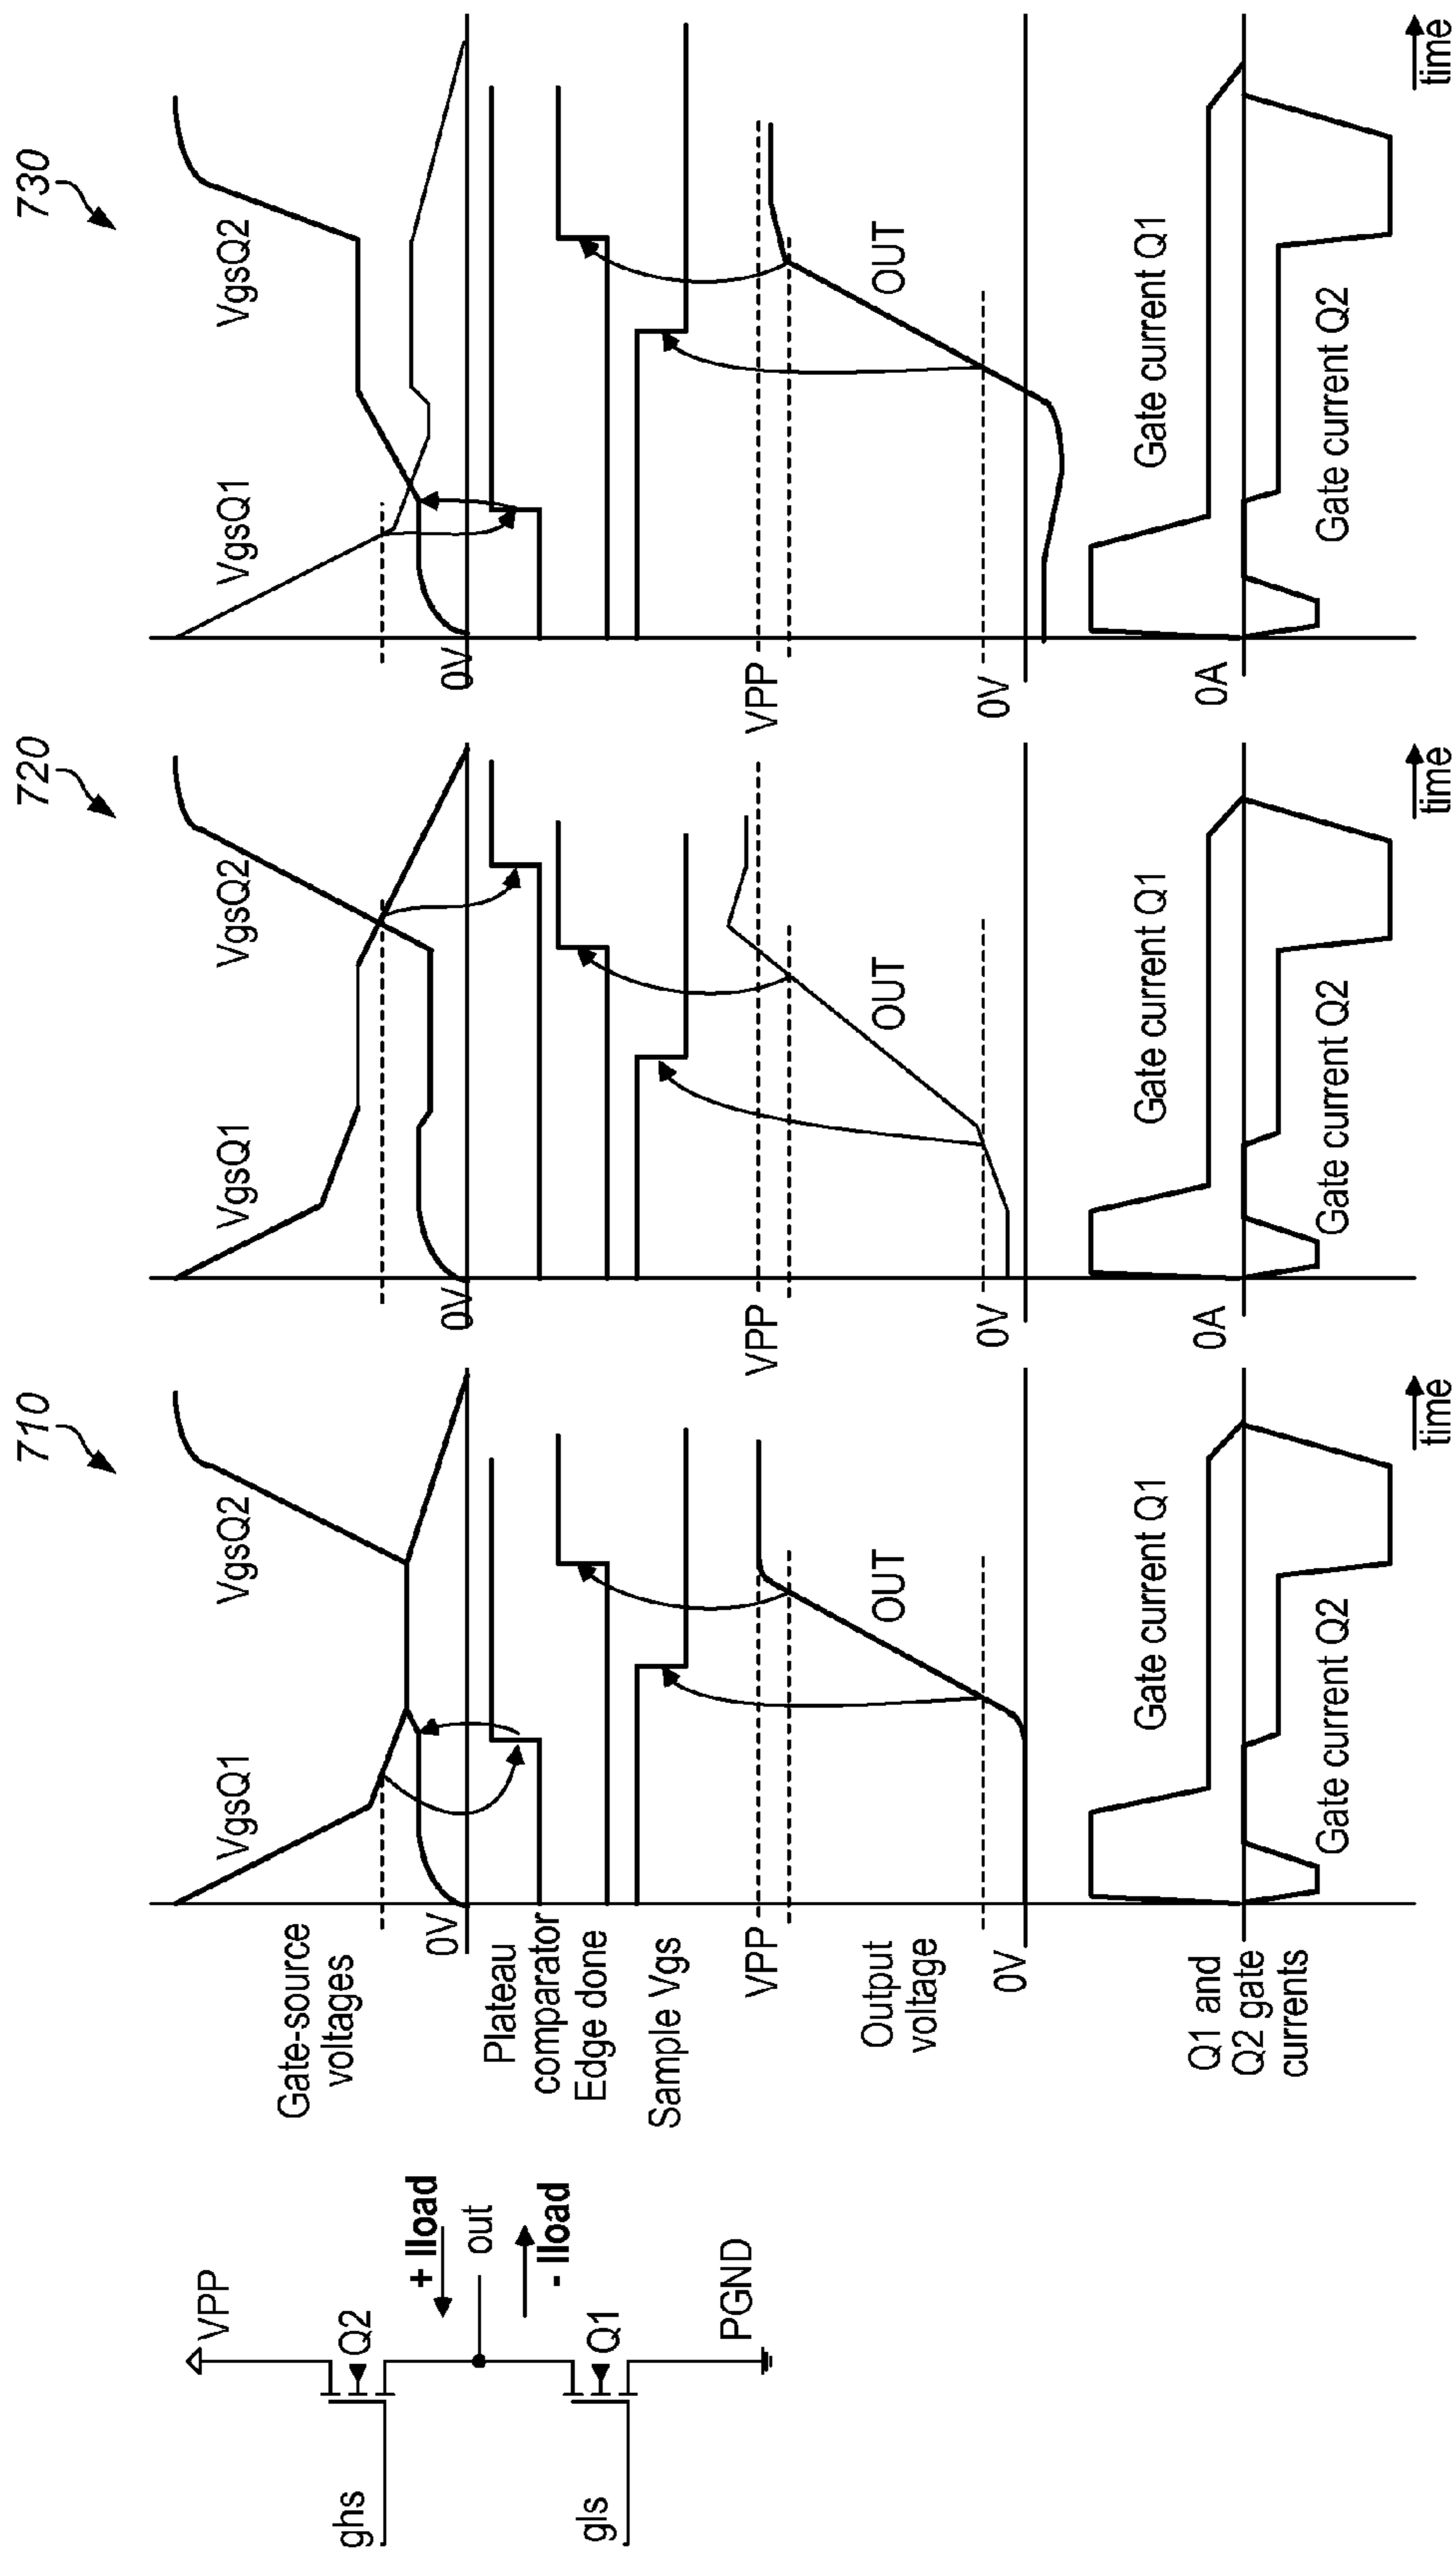 VPP
ghs
Q2
+ Iload
out
- Iload
gls
Q1
PGND
710
Gate-source
voltages
VgsQ1
VgsQ2
0V
Plateau
comparator
Edge done
Sample Vgs
VPP
Output
voltage
OUT
0V
Q1 and
Q2 gate
currents
Gate current Q1
Gate current Q2
time
720
VgsQ1
VgsQ2
0V
VPP
OUT
0V
0A
Gate current Q1
Gate current Q2
time
730
VgsQ1
VgsQ2
0V
VPP
OUT
0V
0A
Gate current Q1
Gate current Q2
time